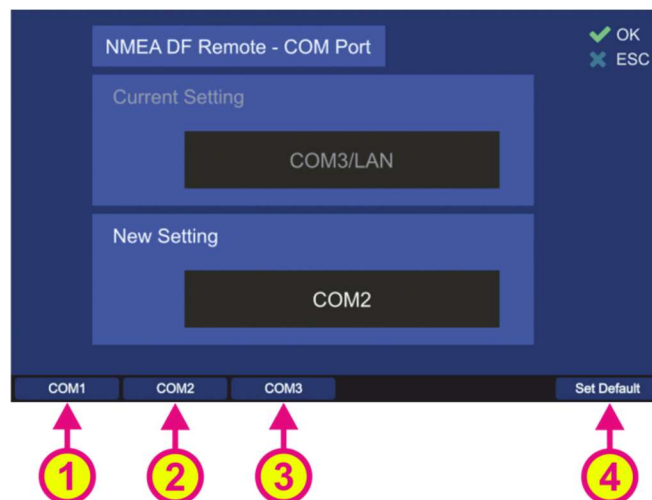 NMEA DF Remote - COM Port
OK
ESC
Current Setting
COM3/LAN
New Setting
COM2
COM1 COM2 COM3 Set Default
1 2 3 4